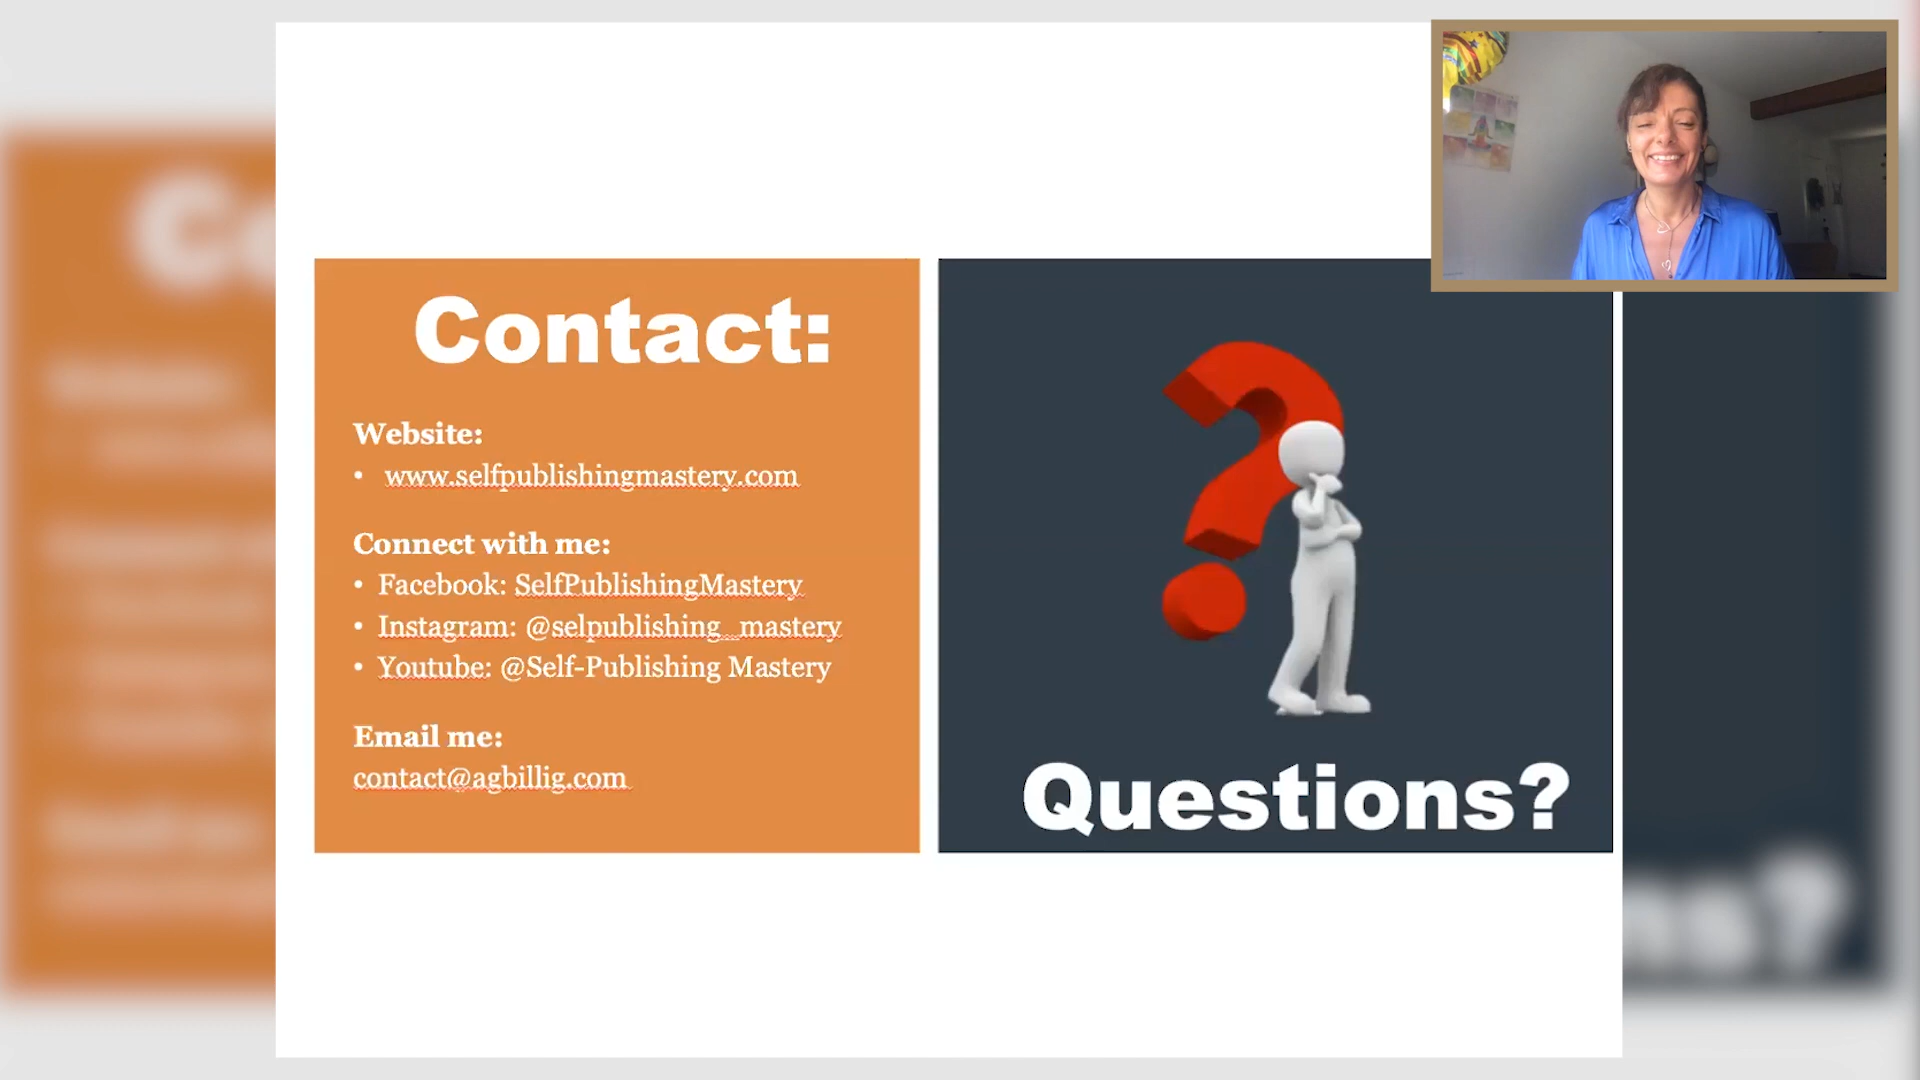 Contact:
Website:
• www.selfpublishingmastery.com
Connect with me:
• Facebook: SelfPublishingMastery
• Instagram: @selpublishing_mastery
• Youtube: @Self-Publishing Mastery
Email me:
contact@agbillig.com
Questions?